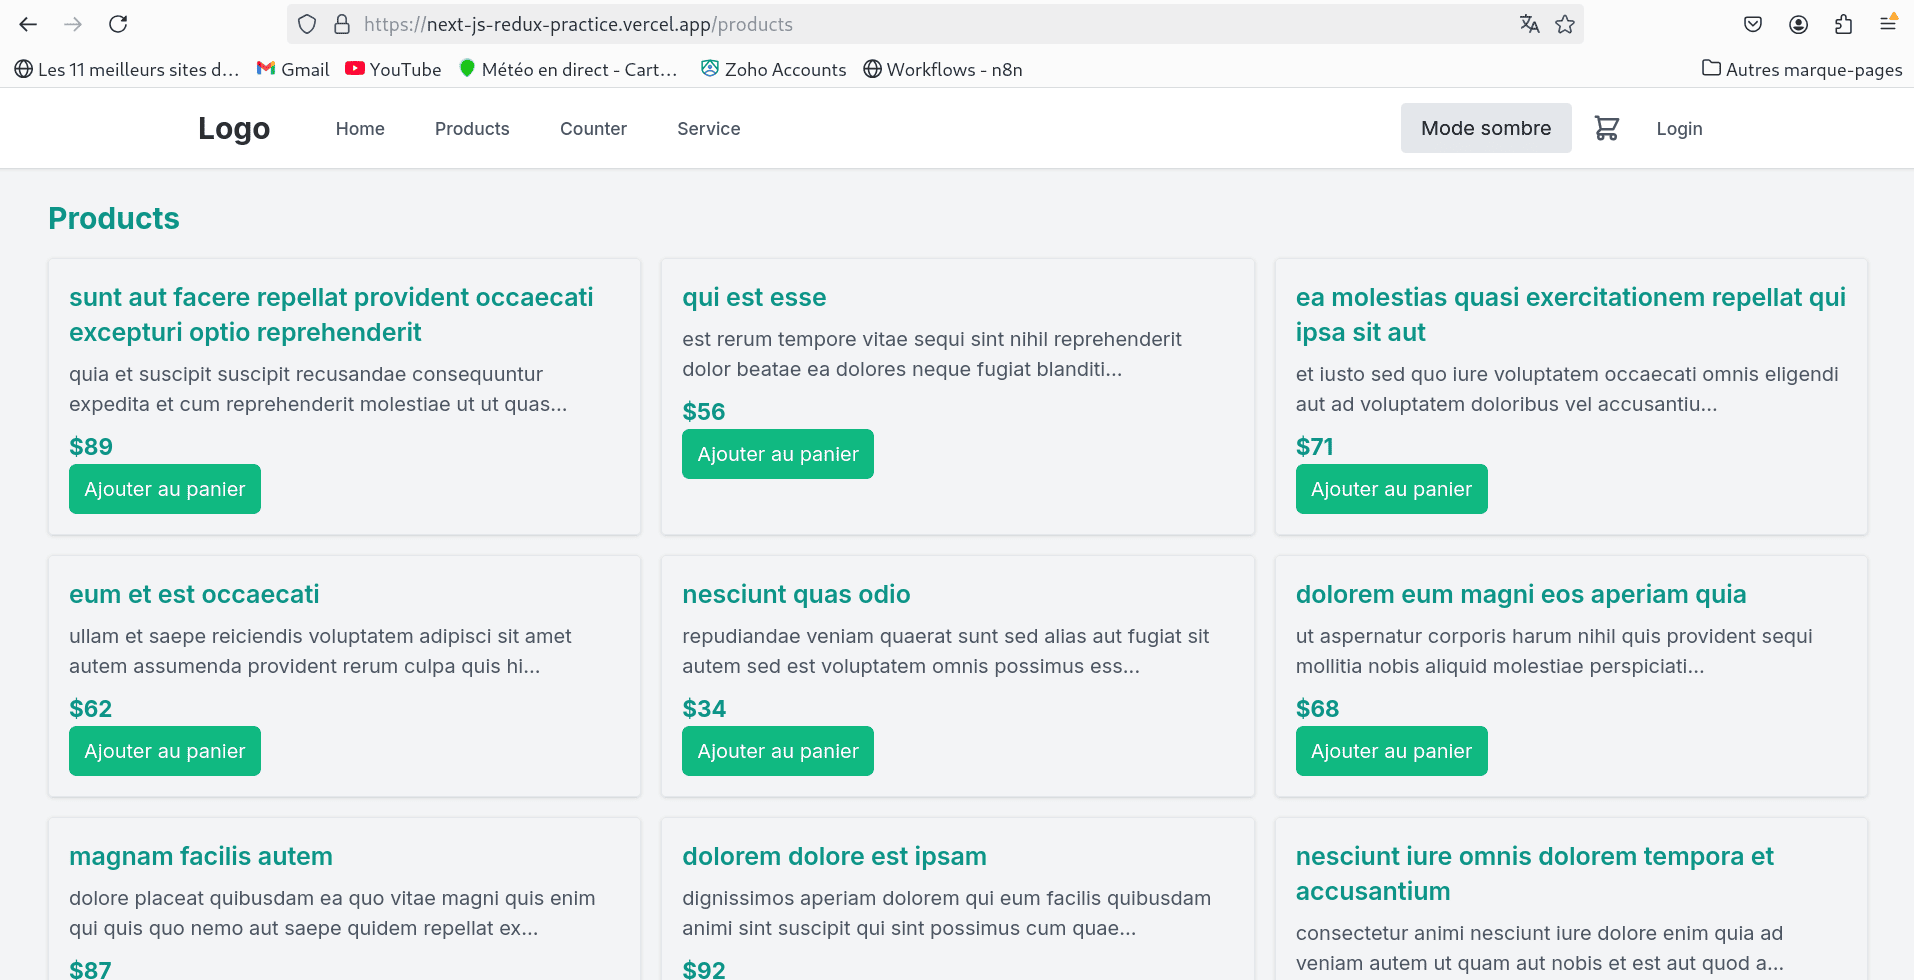 https://next-js-redux-practice.vercel.app/products
Les 11 meilleurs sites d… Gmail YouTube Météo en direct - Cart… Zoho Accounts Workflows - n8n Autres marque-pages
Logo Home Products Counter Service Mode sombre Login
Products
sunt aut facere repellat provident occaecati
excepturi optio reprehenderit
quia et suscipit suscipit recusandae consequuntur
expedita et cum reprehenderit molestiae ut ut quas...
$89
Ajouter au panier
qui est esse
est rerum tempore vitae sequi sint nihil reprehenderit
dolor beatae ea dolores neque fugiat blanditi...
$56
Ajouter au panier
ea molestias quasi exercitationem repellat qui
ipsa sit aut
et iusto sed quo iure voluptatem occaecati omnis eligendi
aut ad voluptatem doloribus vel accusantiu...
$71
Ajouter au panier
eum et est occaecati
ullam et saepe reiciendis voluptatem adipisci sit amet
autem assumenda provident rerum culpa quis hi...
$62
Ajouter au panier
nesciunt quas odio
repudiandae veniam quaerat sunt sed alias aut fugiat sit
autem sed est voluptatem omnis possimus ess...
$34
Ajouter au panier
dolorem eum magni eos aperiam quia
ut aspernatur corporis harum nihil quis provident sequi
mollitia nobis aliquid molestiae perspiciati...
$68
Ajouter au panier
magnam facilis autem
dolore placeat quibusdam ea quo vitae magni quis enim
qui quis quo nemo aut saepe quidem repellat ex...
$87
dolorem dolore est ipsam
dignissimos aperiam dolorem qui eum facilis quibusdam
animi sint suscipit qui sint possimus cum quae...
$92
nesciunt iure omnis dolorem tempora et
accusantium
consectetur animi nesciunt iure dolore enim quia ad
veniam autem ut quam aut nobis et est aut quod a...